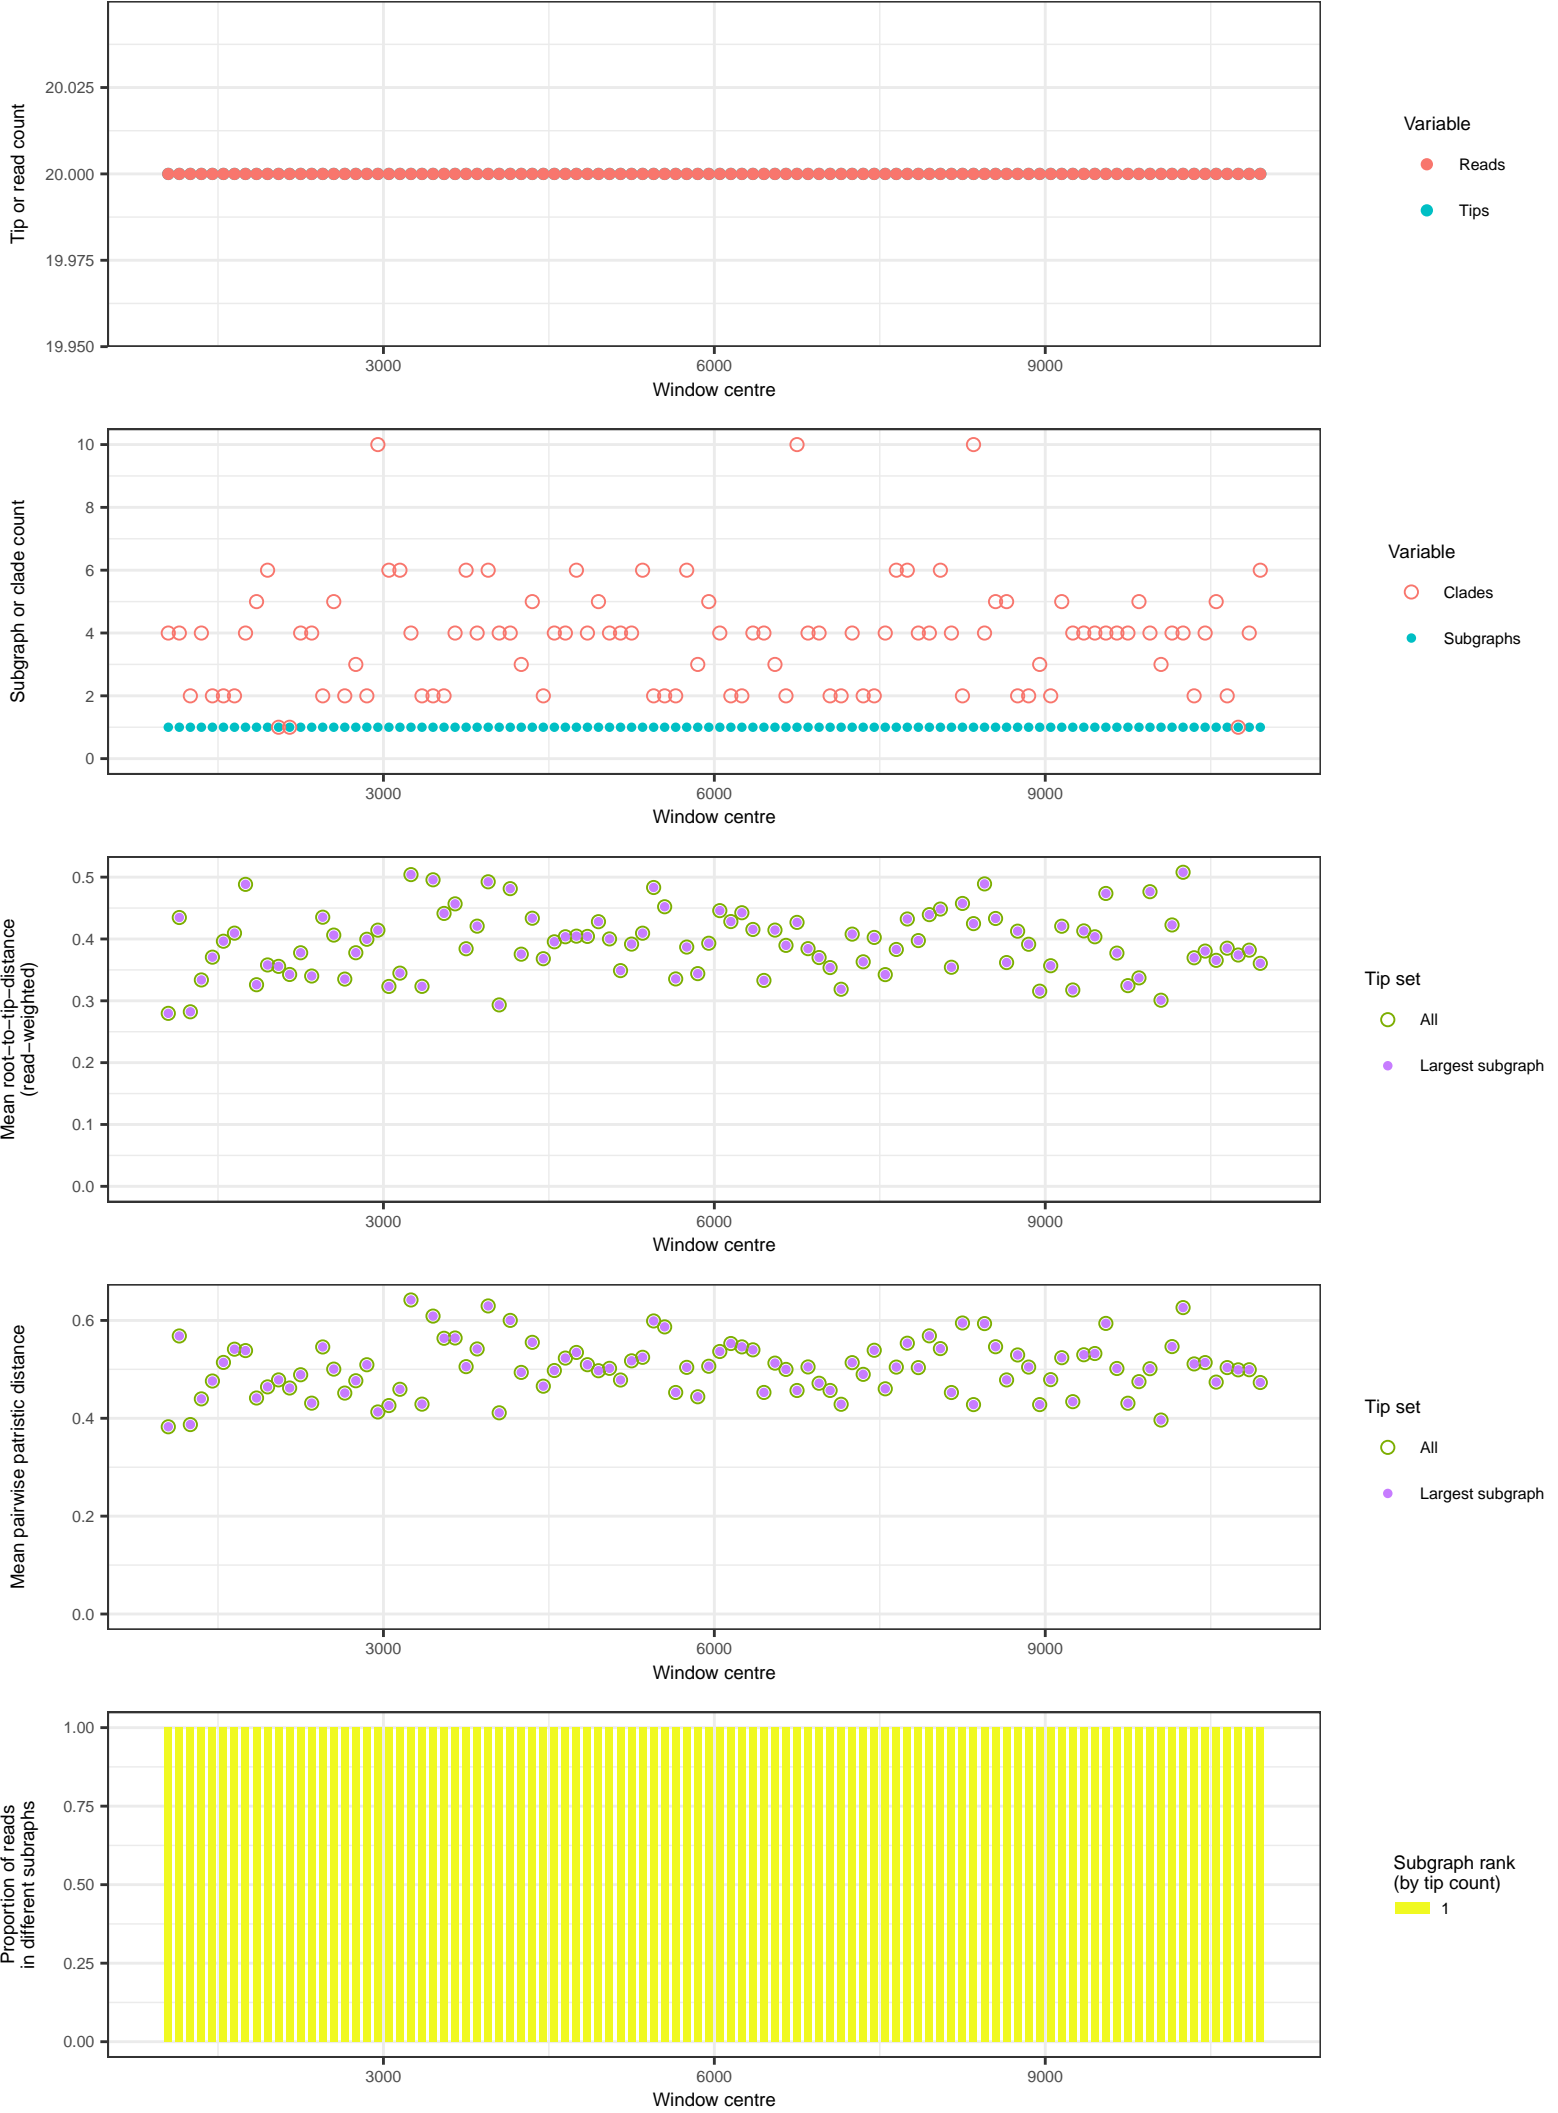 20.025
20.000
19.975
19.950
Tip or read count
3000
6000
9000
Window centre
Variable
Reads
Tips
10
8
6
4
2
0
Subgraph or clade count
3000
6000
9000
Window centre
Variable
Clades
Subgraphs
0.5
0.4
0.3
0.2
0.1
0.0
Mean root−to−tip−distance
(read−weighted)
3000
6000
9000
Window centre
Tip set
All
Largest subgraph
0.6
0.4
0.2
0.0
Mean pairwise patristic distance
3000
6000
9000
Window centre
Tip set
All
Largest subgraph
1.00
0.75
0.50
0.25
0.00
Proportion of reads
in different subraphs
3000
6000
9000
Window centre
Subgraph rank
(by tip count)
1